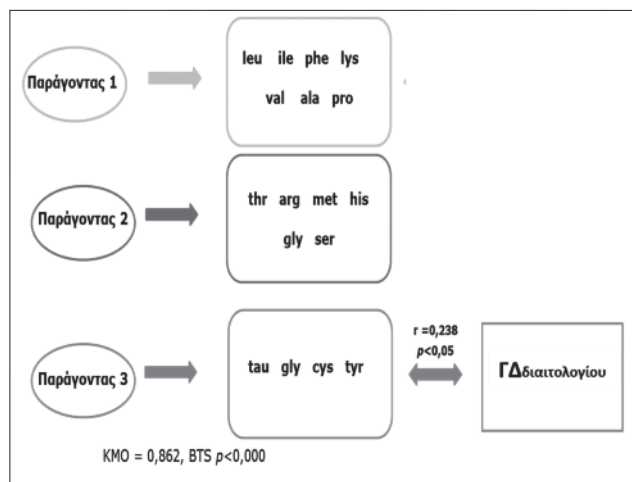 Παράγοντας 1
leu ile phe lys
val ala pro
Παράγοντας 2
thr arg met his
gly ser
Παράγοντας 3
tau gly cys tyr
r =0,238
p<0,05
ΓΔδιαιτολογίου
KMO = 0,862, BTS p<0,000